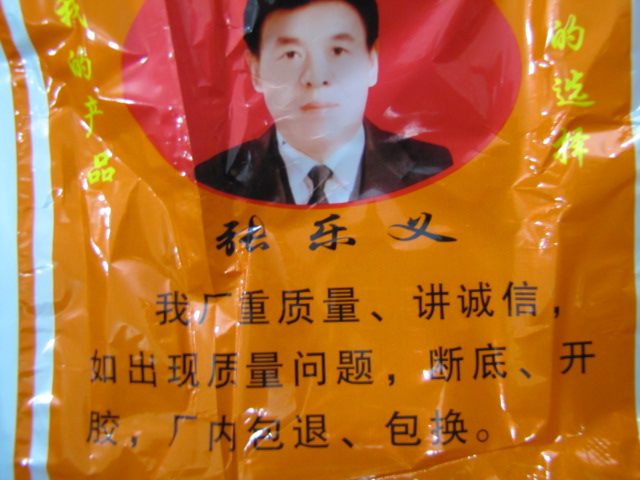 我的产品
的选择
张乐义
我厂重质量、讲诚信，
如出现质量问题，断底、开
胶，厂内包退、包换。